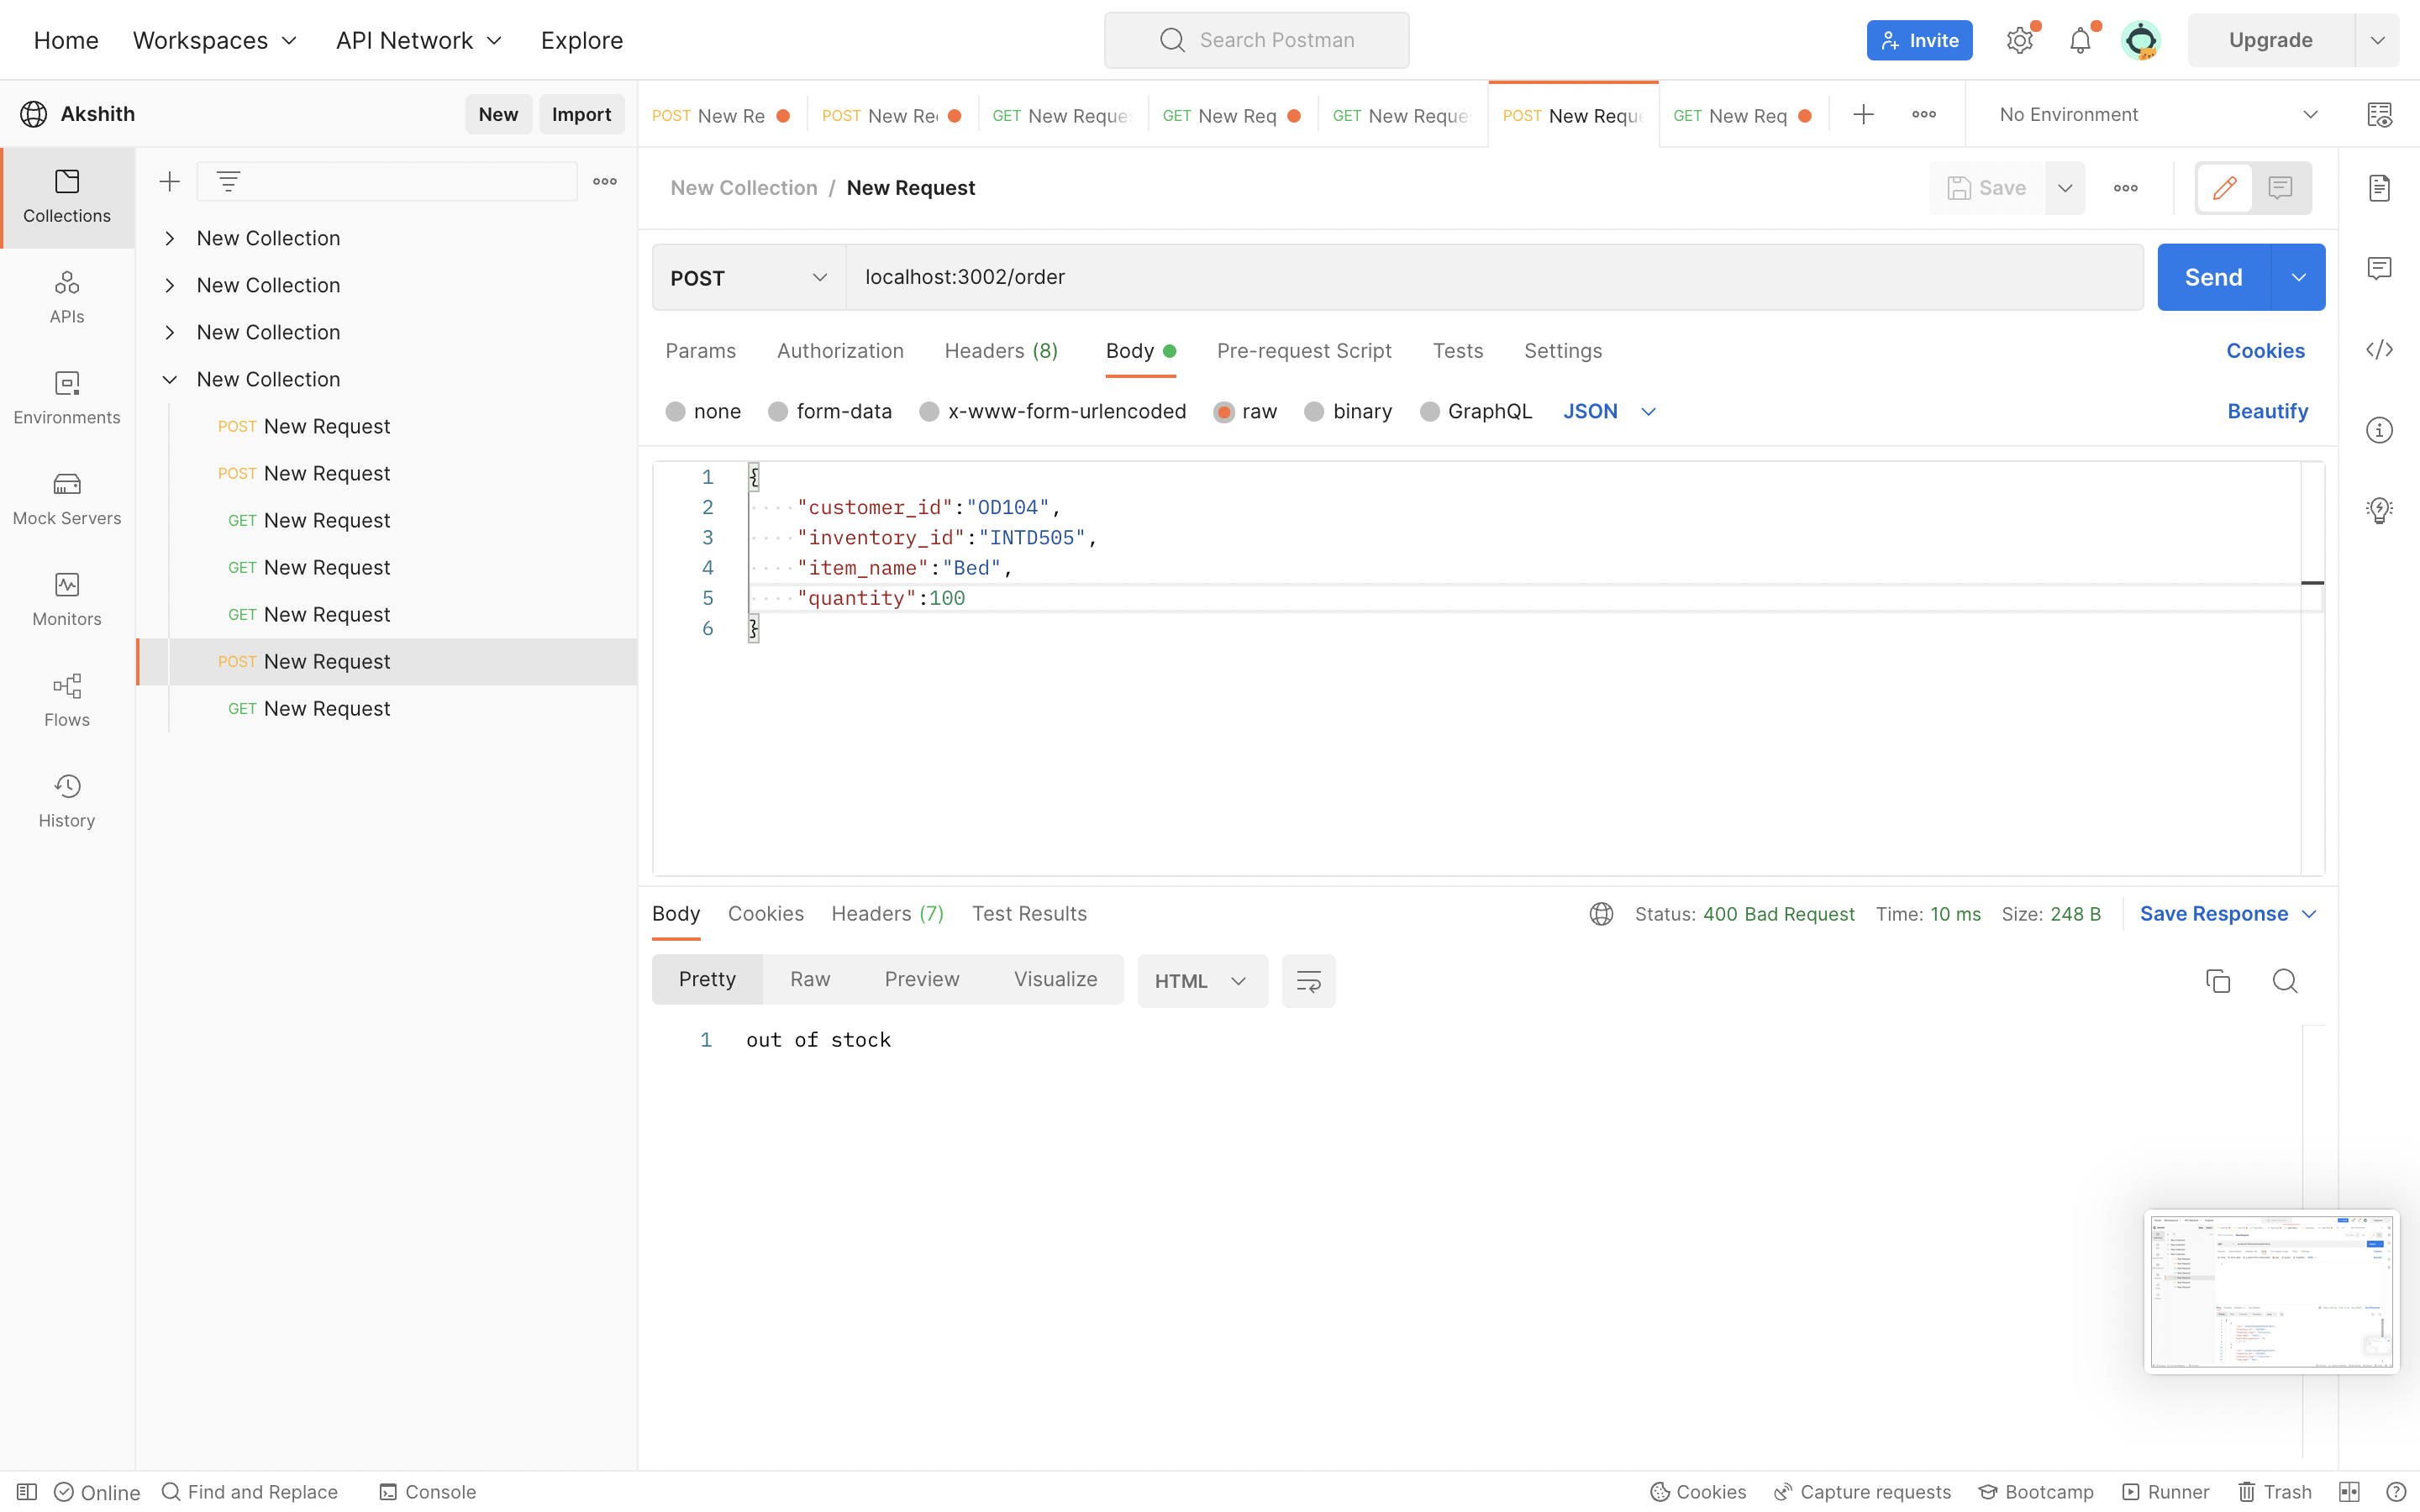 Home Workspaces API Network Explore Search Postman Invite Upgrade
Akshith New Import POST New Re POST New Re GET New Reque GET New Req GET New Reque POST New Requ GET New Req No Environment
Collections
APIs
Environments
Mock Servers
Monitors
Flows
History
New Collection
New Collection
New Collection
New Collection
POST New Request
POST New Request
GET New Request
GET New Request
GET New Request
POST New Request
GET New Request
New Collection / New Request Save
POST localhost:3002/order Send
Params Authorization Headers (8) Body Pre-request Script Tests Settings Cookies
none form-data x-www-form-urlencoded raw binary GraphQL JSON Beautify
1 {
2 "customer_id":"OD104",
3 "inventory_id":"INTD505",
4 "item_name":"Bed",
5 "quantity":100
6 }
Body Cookies Headers (7) Test Results Status: 400 Bad Request Time: 10 ms Size: 248 B Save Response
Pretty Raw Preview Visualize HTML
1 out of stock
Online Find and Replace Console Cookies Capture requests Bootcamp Runner Trash